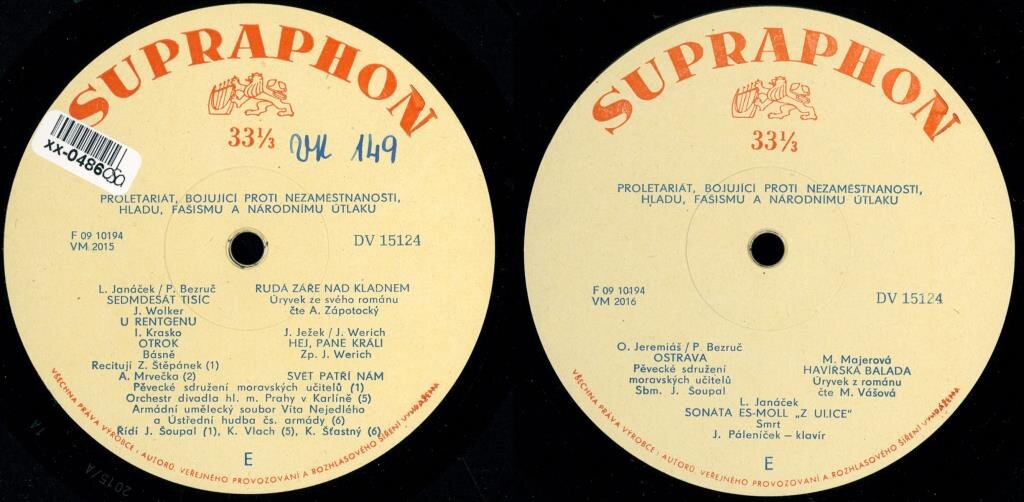 SUPRAPHON
33⅓
VK 149
xx-0486050
PROLETARIÁT, BOJUJÍCÍ PROTI NEZAMĚSTNANOSTI,
HLADU, FAŠISMU A NÁRODNÍMU ÚTLAKU
F 09 10194
VM 2015
DV 15124
L. Janáček / P. Bezruč
SEDMDESÁT TISÍC
J. Wolker
U RENTGENU
I. Krasko
OTROK
Básně
Recitují Z. Štěpánek (1)
A. Mrvečka (2)
RUDÁ ZÁŘE NAD KLADNEM
Úryvek ze svého románu
čte A. Zápotocký
J. Ježek / J. Werich
HEJ, PANE KRÁLI
Zp. J. Werich
SVĚT PATŘÍ NÁM
Pěvecké sdružení moravských učitelů (1)
Orchestr divadla hl. m. Prahy v Karlíně (5)
Armádní umělecký soubor Víta Nejedlého
a Ústřední hudba čs. armády (6)
Řídí J. Šoupal (1), K. Vlach (5), K. Šťastný (6)
E
VŠECHNA PRÁVA VÝROBCE I AUTORŮ VEŘEJNÉHO PROVOZOVÁNÍ A ROZHLASOVÉHO ŠÍŘENÍ VYHRAŽENA
2015/A
SUPRAPHON
33⅓
PROLETARIÁT, BOJUJÍCÍ PROTI NEZAMĚSTNANOSTI,
HLADU, FAŠISMU A NÁRODNÍMU ÚTLAKU
F 09 10194
VM 2016
DV 15124
O. Jeremiáš / P. Bezruč
OSTRAVA
Pěvecké sdružení
moravských učitelů
Sbm. J. Šoupal
M. Majerová
HAVÍŘSKÁ BALADA
Úryvek z románu
čte M. Vášová
L. Janáček
SONÁTA ES-MOLL „Z ULICE"
Smrt
J. Páleníček – klavír
E
VŠECHNA PRÁVA VÝROBCE I AUTORŮ VEŘEJNÉHO PROVOZOVÁNÍ A ROZHLASOVÉHO ŠÍŘENÍ VYHRAŽENA